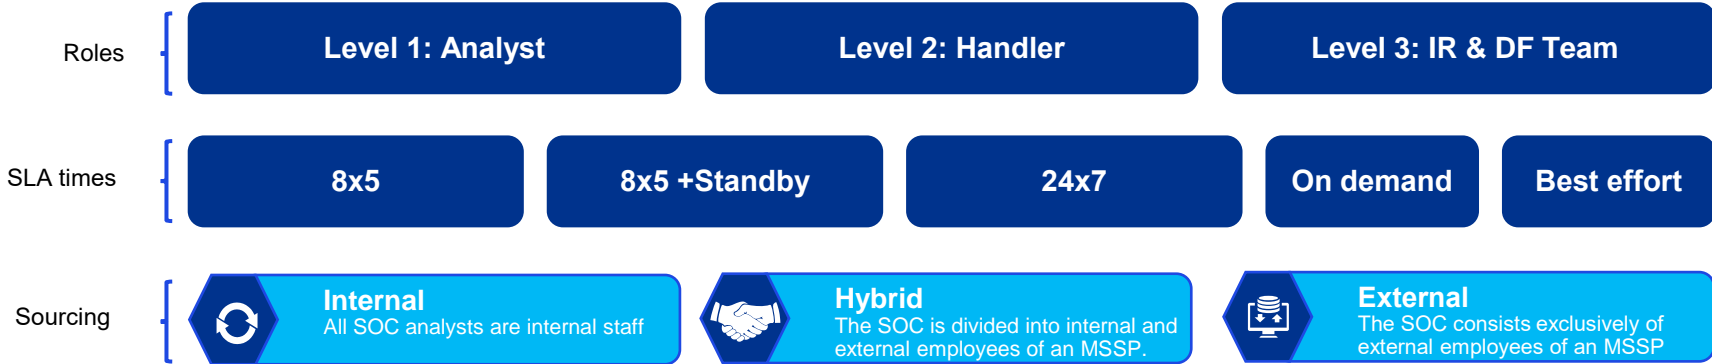 Roles
Level 1: Analyst
Level 2: Handler
Level 3: IR & DF Team
SLA times
8x5
8x5 +Standby
24x7
On demand
Best effort
Sourcing
Internal
All SOC analysts are internal staff
Hybrid
The SOC is divided into internal and
external employees of an MSSP.
External
The SOC consists exclusively of
external employees of an MSSP